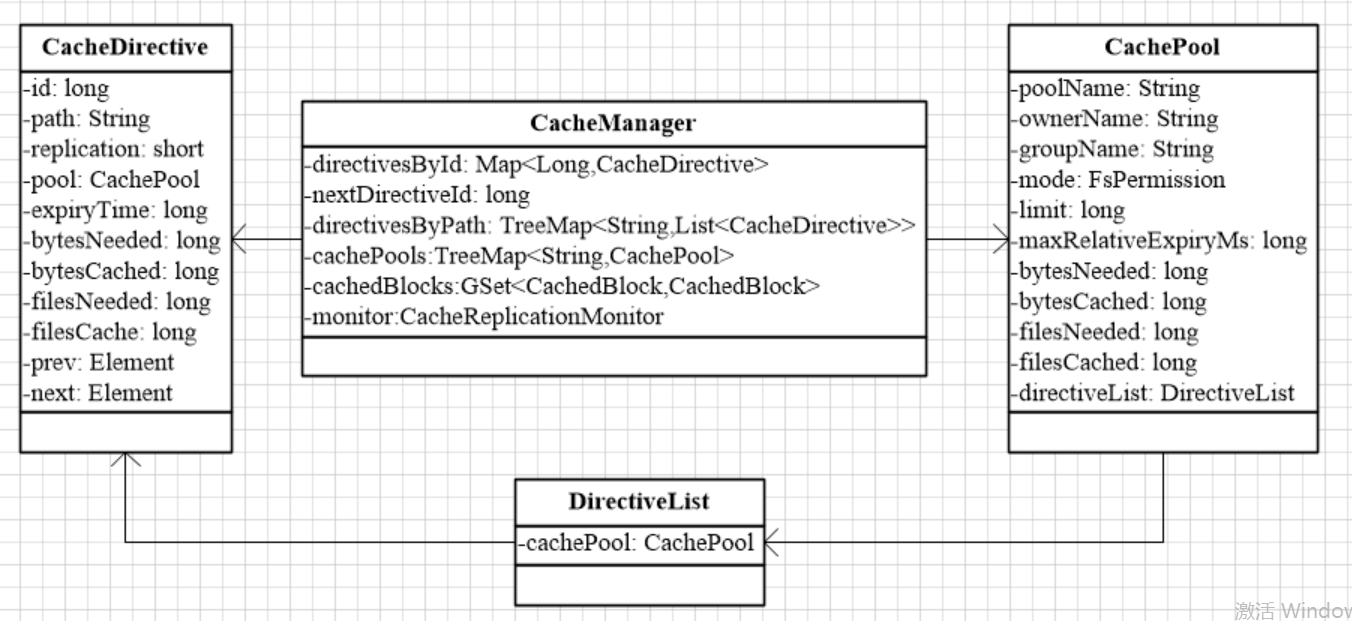 CacheDirective
-id: long
-path: String
-replication: short
-pool: CachePool
-expiryTime: long
-bytesNeeded: long
-bytesCached: long
-filesNeeded: long
-filesCache: long
-prev: Element
-next: Element
CacheManager
-directivesById: Map<Long,CacheDirective>
-nextDirectiveId: long
-directivesByPath: TreeMap<String,List<CacheDirective>>
-cachePools:TreeMap<String,CachePool>
-cachedBlocks:GSet<CachedBlock,CachedBlock>
-monitor:CacheReplicationMonitor
CachePool
-poolName: String
-ownerName: String
-groupName: String
-mode: FsPermission
-limit: long
-maxRelativeExpiryMs: long
-bytesNeeded: long
-bytesCached: long
-filesNeeded: long
-filesCached: long
-directiveList: DirectiveList
DirectiveList
-cachePool: CachePool
激活 Window